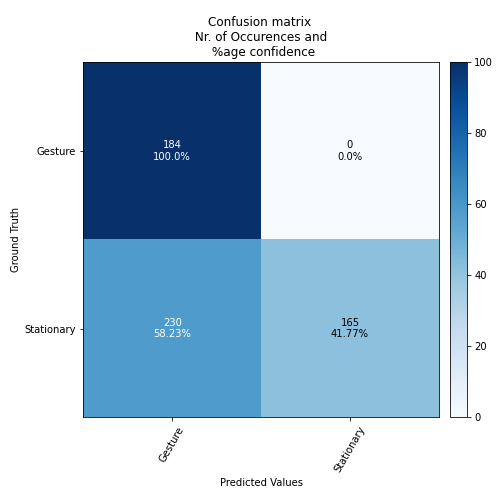 Confusion matrix
Nr. of Occurences and
%age confidence
Ground Truth
Gesture
184
100.0%
0
0.0%
Stationary
230
58.23%
165
41.77%
Gesture
Stationary
Predicted Values
100
80
60
40
20
0